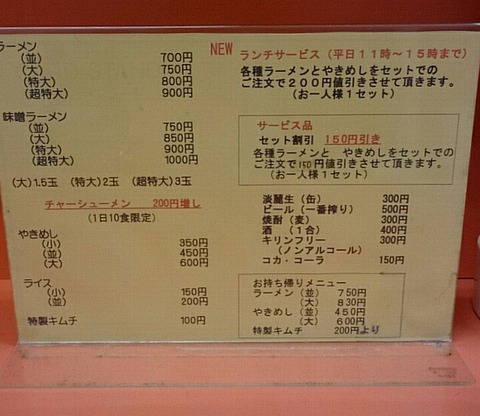 ラーメン
(並) 700円
(大) 750円
(特大) 800円
(超特大) 900円
味噌ラーメン
(並) 750円
(大) 850円
(特大) 900円
(超特大) 1000円
(大)1.5玉 (特大)2玉 (超特大)3玉
チャーシューメン 200円増し
(1日10食限定)
やきめし
(小) 350円
(並) 450円
(大) 600円
ライス
(小) 150円
(並) 200円
特製キムチ 100円
NEW ランチサービス(平日11時～15時まで)
各種ラーメンとやきめしをセットでの
ご注文で200円値引きさせて頂きます。
(お一人様1セット)
サービス品
セット割引 150円引き
各種ラーメンと やきめしをセットでの
ご注文で150円値引きさせて頂きます。
(お一人様1セット)
淡麗生(缶) 300円
ビール(一番搾り) 500円
焼酎(麦) 300円
酒 (1合) 400円
キリンフリー 300円
(ノンアルコール)
コカ・コーラ 150円
お持ち帰りメニュー
ラーメン(並) 750円
(大) 830円
やきめし(並) 450円
(大) 600円
特製キムチ 200円より